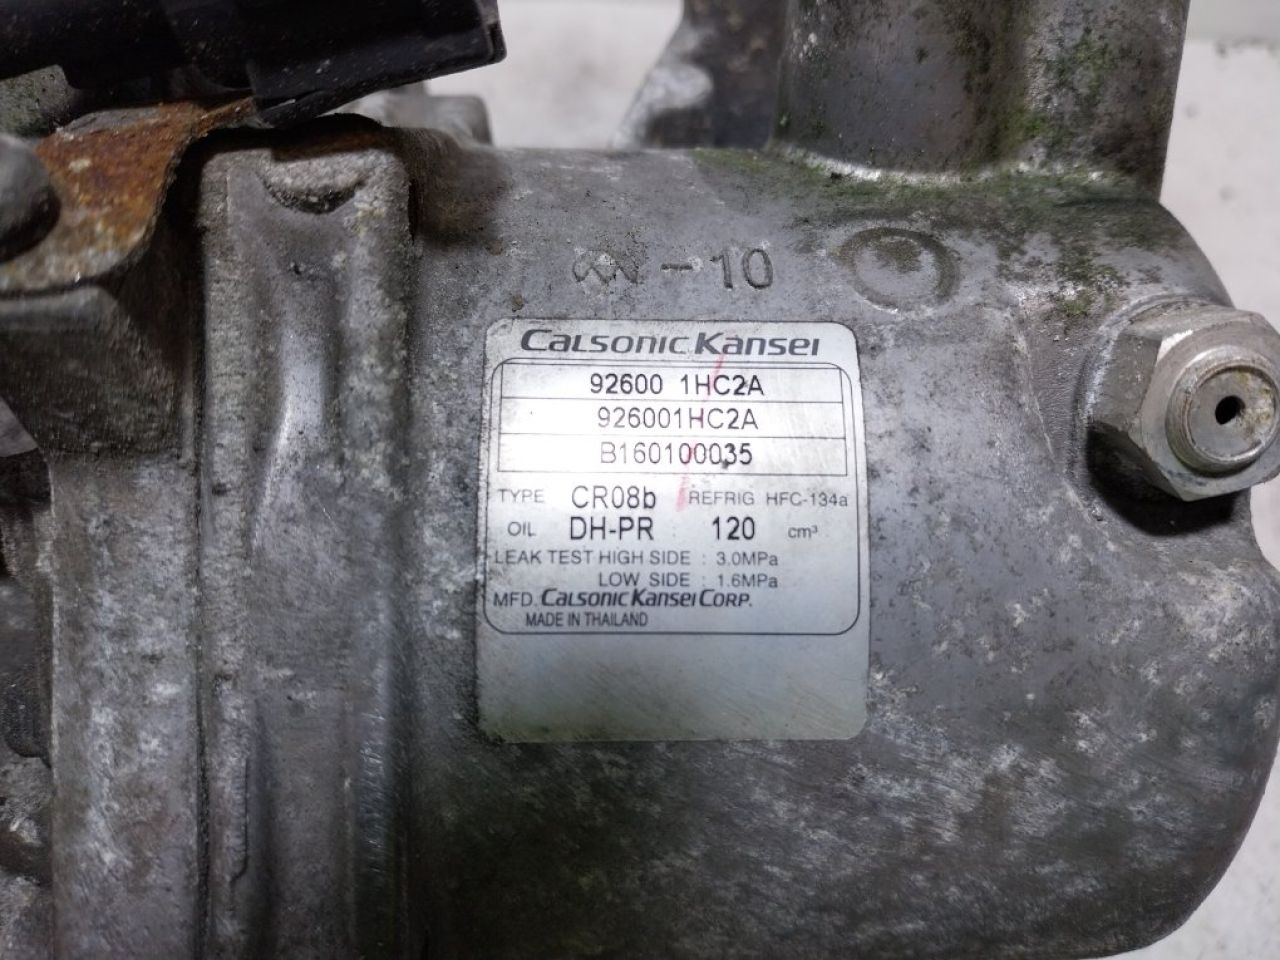 -10
Calsonic Kansei
92600 1HC2A
926001HC2A
B160100035
TYPE CR08b REFRIG HFC-134a
OIL DH-PR : 120 cm³
LEAK TEST HIGH SIDE : 3.0MPa
LOW SIDE : 1.6MPa
MFD. Calsonic Kansei Corp.
MADE IN THAILAND